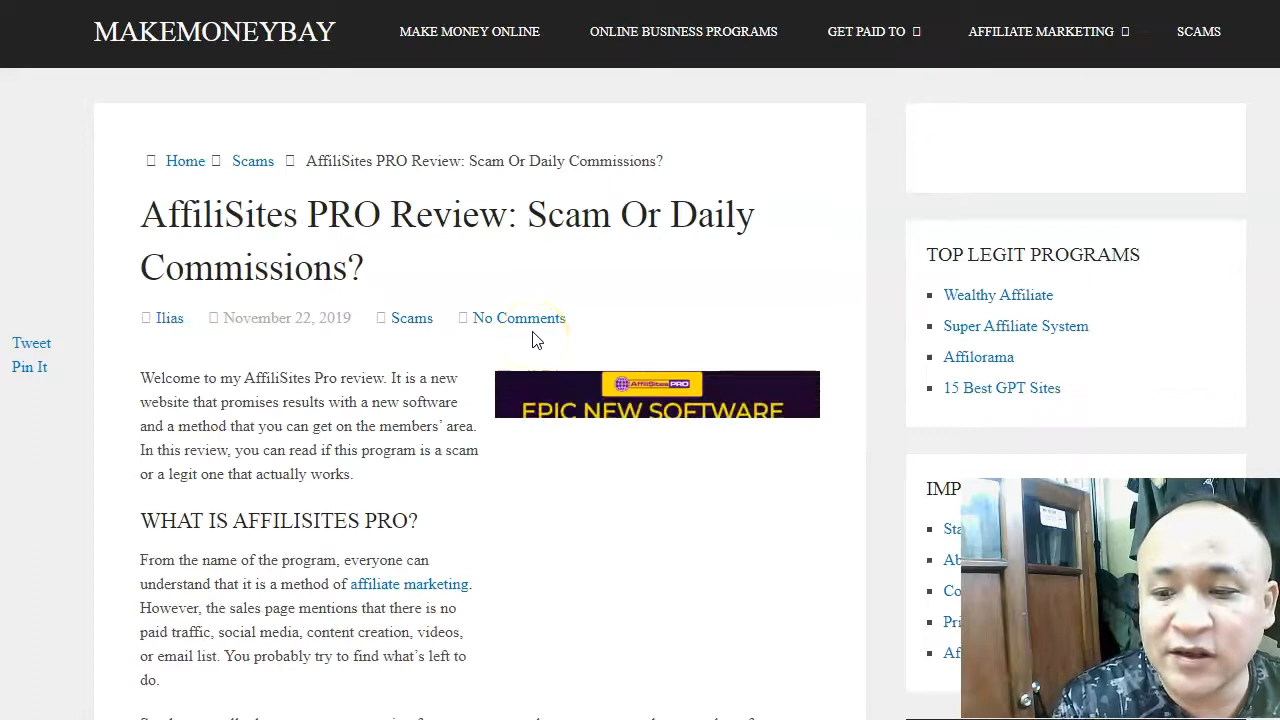 MAKEMONEYBAY
MAKE MONEY ONLINE
ONLINE BUSINESS PROGRAMS
GET PAID TO
AFFILIATE MARKETING
SCAMS
Home
Scams
AffiliSites PRO Review: Scam Or Daily Commissions?
AffiliSites PRO Review: Scam Or Daily
Commissions?
Ilias
November 22, 2019
Scams
No Comments
Tweet
Pin It
Welcome to my AffiliSites Pro review. It is a new
website that promises results with a new software
and a method that you can get on the members’ area.
In this review, you can read if this program is a scam
or a legit one that actually works.
AffiliSites PRO
EPIC NEW SOFTWARE
WHAT IS AFFILISITES PRO?
From the name of the program, everyone can
understand that it is a method of affiliate marketing.
However, the sales page mentions that there is no
paid traffic, social media, content creation, videos,
or email list. You probably try to find what’s left to
do.
TOP LEGIT PROGRAMS
Wealthy Affiliate
Super Affiliate System
Affilorama
15 Best GPT Sites